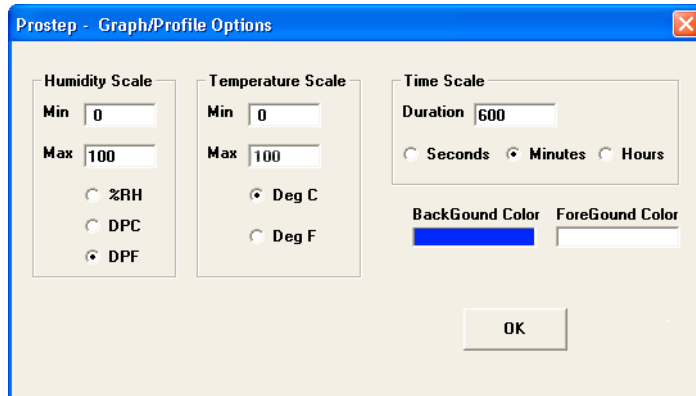 Prostep - Graph/Profile Options
Humidity Scale
Min 0
Max 100
%RH
DPC
DPF
Temperature Scale
Min 0
Max 100
Deg C
Deg F
Time Scale
Duration 600
Seconds Minutes Hours
BackGound Color ForeGound Color
OK